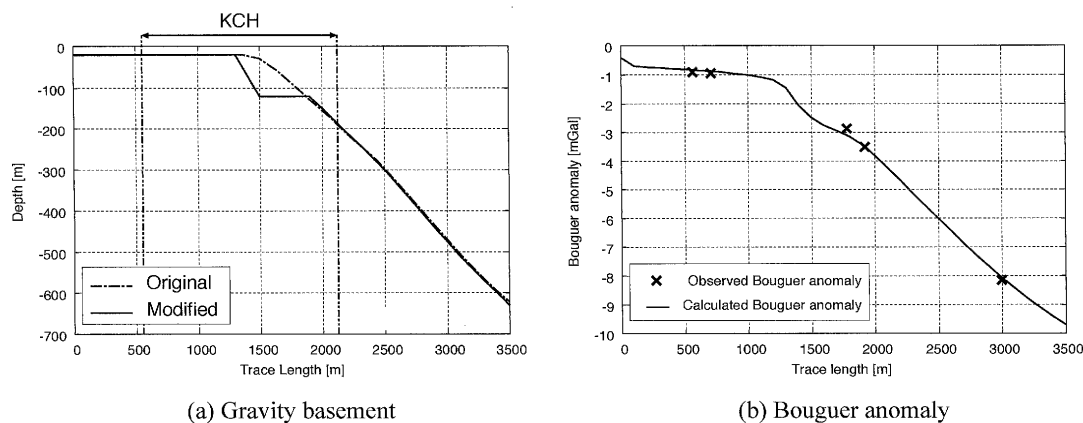 KCH
0
-100
-200
-300
-400
-500
-600
-700
Depth [m]
Original
Modified
0 500 1000 1500 2000 2500 3000 3500
Trace Length [m]
(a) Gravity basement
0
-1
-2
-3
-4
-5
-6
-7
-8
-9
-10
Bouguer anomaly [mGal]
Observed Bouguer anomaly
Calculated Bouguer anomaly
0 500 1000 1500 2000 2500 3000 3500
Trace length [m]
(b) Bouguer anomaly